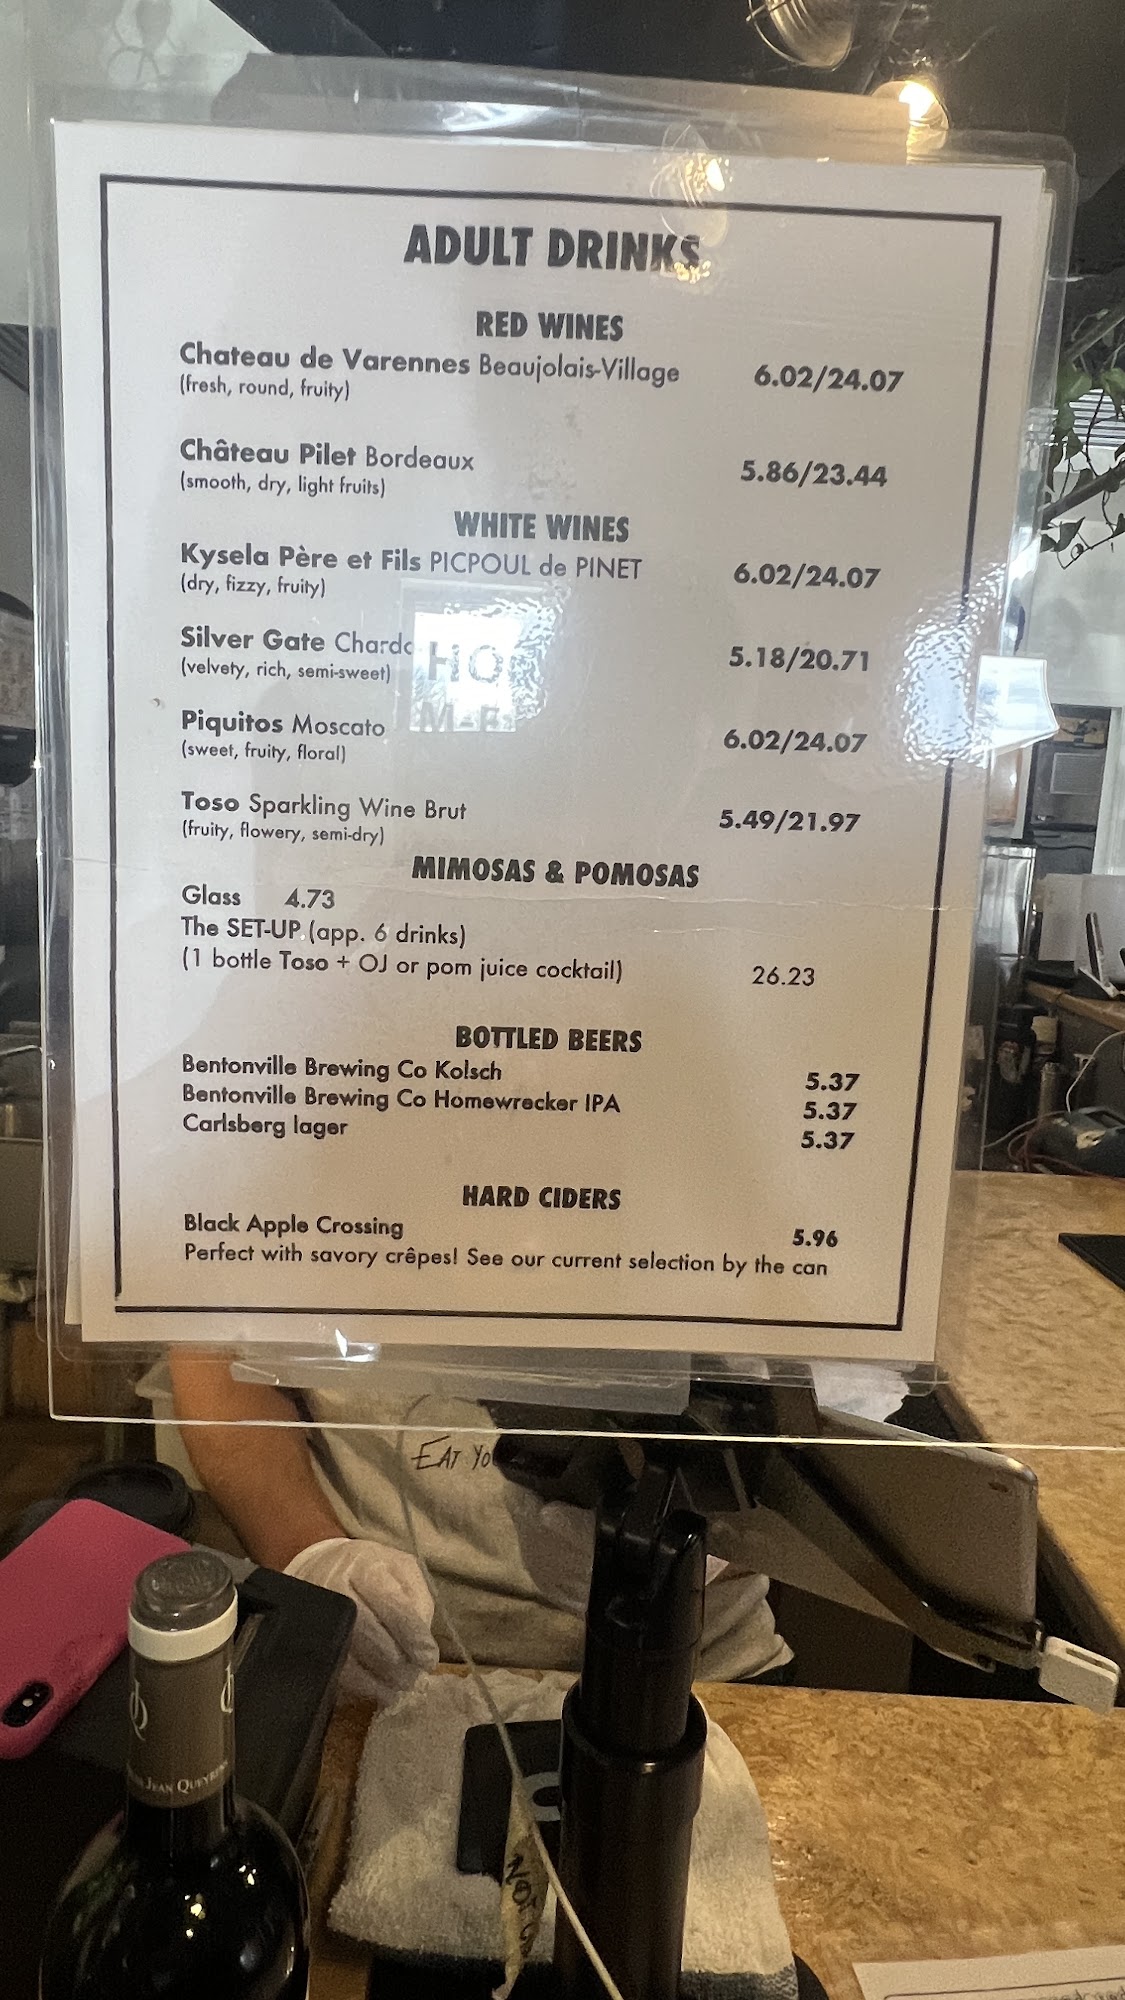 ADULT DRINKS
RED WINES
Chateau de Varennes Beaujolais-Village 6.02/24.07
(fresh, round, fruity)
Château Pilet Bordeaux 5.86/23.44
(smooth, dry, light fruits)
WHITE WINES
Kysela Père et Fils PICPOUL de PINET 6.02/24.07
(dry, fizzy, fruity)
Silver Gate 5.18/20.71
(velvety, rich, semi-sweet)
Piquitos Moscato 6.02/24.07
(sweet, fruity, floral)
Toso Sparkling Wine Brut 5.49/21.97
(fruity, flowery, semi-dry)
MIMOSAS & POMOSAS
Glass 4.73
The SET-UP (app. 6 drinks)
(1 bottle Toso + OJ or pom juice cocktail) 26.23
BOTTLED BEERS
Bentonville Brewing Co Kolsch 5.37
Bentonville Brewing Co Homewrecker IPA 5.37
Carlsberg lager 5.37
HARD CIDERS
Black Apple Crossing 5.96
Perfect with savory crêpes! See our current selection by the can
EAT
JEAN
NOT